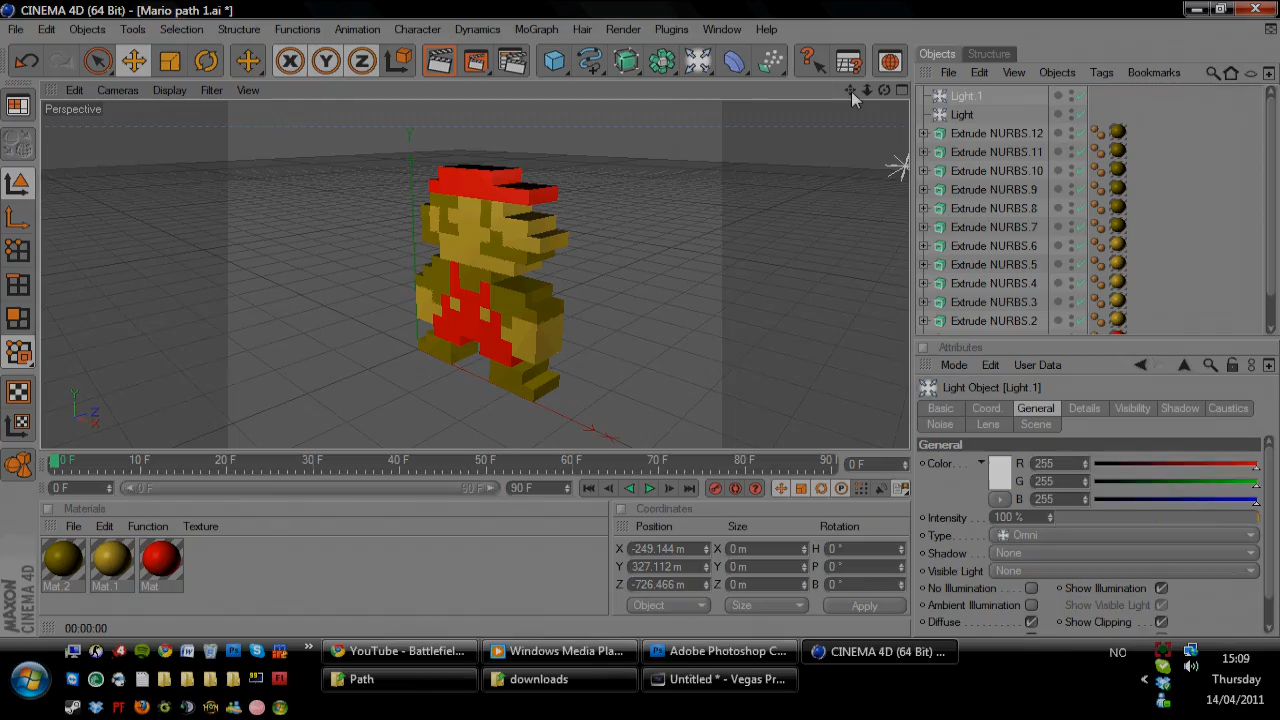 CINEMA 4D (64 Bit) - [Mario path 1.ai *]
File Edit Objects Tools Selection Structure Functions Animation Character Dynamics MoGraph Hair Render Plugins Window Help
Objects Structure
File Edit View Objects Tags Bookmarks
Edit Cameras Display Filter View
Perspective
Light.1
Light
Extrude NURBS.12
Extrude NURBS.11
Extrude NURBS.10
Extrude NURBS.9
Extrude NURBS.8
Extrude NURBS.7
Extrude NURBS.6
Extrude NURBS.5
Extrude NURBS.4
Extrude NURBS.3
Extrude NURBS.2
X Y Z
Y
Y
Z
X
Attributes
Mode Edit User Data
Light Object [Light.1]
Basic Coord. General Details Visibility Shadow Caustics
Noise Lens Scene
General
Color. . . R 255
G 255
B 255
Intensity 100 %
Type. . . . . . Omni
Shadow. . . . None
Visible Light . None
No Illumination Show Illumination
Ambient Illumination Show Visible Light
Diffuse Show Clipping
0 F 10 F 20 F 30 F 40 F 50 F 60 F 70 F 80 F 90 0 F
0 F 0 F 90 F 90 F
Materials
File Edit Function Texture
Mat.2 Mat.1 Mat
Coordinates
Position Size Rotation
X -249.144 m X 0 m H 0 °
Y 327.112 m Y 0 m P 0 °
Z -726.466 m Z 0 m B 0 °
Object Size Apply
MAXON
CINEMA 4D
00:00:00
YouTube - Battlefiel... Windows Media Pla... Adobe Photoshop C... CINEMA 4D (64 Bit) ...
Path downloads Untitled * - Vegas Pr...
NO
15:09
Thursday
14/04/2011